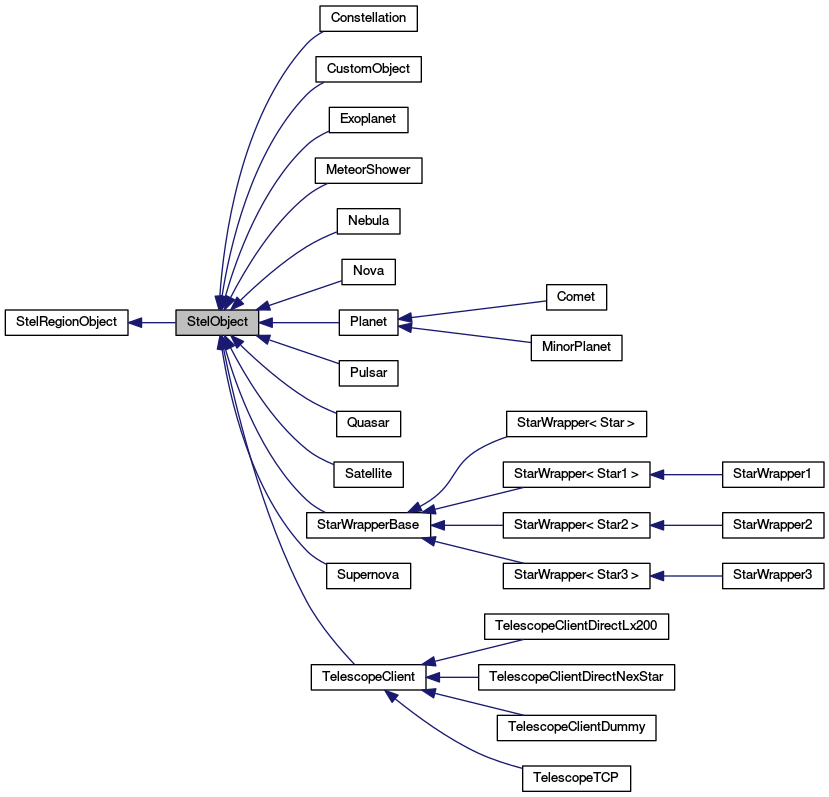 Constellation
CustomObject
Exoplanet
MeteorShower
Nebula
Nova
Comet
StelRegionObject
StelObject
Planet
MinorPlanet
Pulsar
Quasar
StarWrapper< Star >
Satellite
StarWrapper< Star1 >
StarWrapper1
StarWrapperBase
StarWrapper< Star2 >
StarWrapper2
Supernova
StarWrapper< Star3 >
StarWrapper3
TelescopeClientDirectLx200
TelescopeClient
TelescopeClientDirectNexStar
TelescopeClientDummy
TelescopeTCP